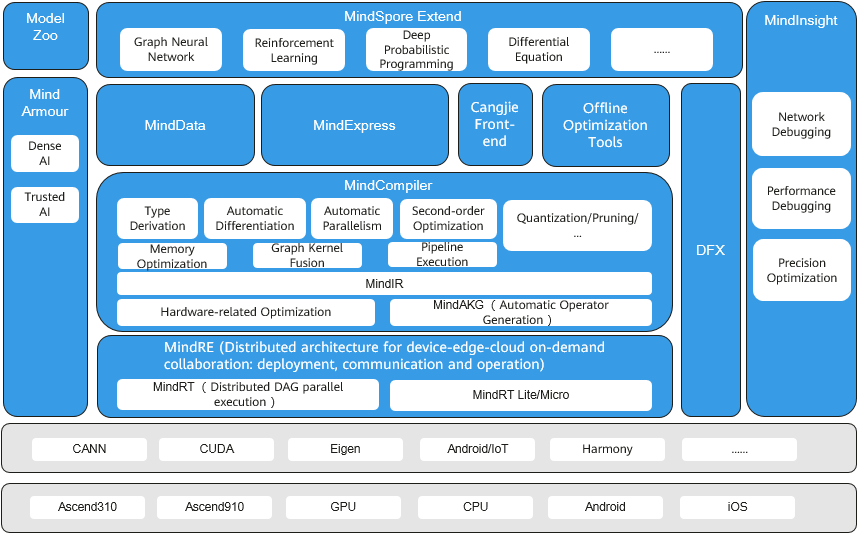 Model
Zoo
MindSpore Extend
Graph Neural
Network
Reinforcement
Learning
Deep
Probabilistic
Programming
Differential
Equation
......
MindInsight
Network
Debugging
Performance
Debugging
Precision
Optimization
Mind
Armour
Dense
AI
Trusted
AI
MindData
MindExpress
Cangjie
Front-
end
Offline
Optimization
Tools
DFX
MindCompiler
Type
Derivation
Automatic
Differentiation
Automatic
Parallelism
Second-order
Optimization
Quantization/Pruning/
...
Memory
Optimization
Graph Kernel
Fusion
Pipeline
Execution
MindIR
Hardware-related Optimization
MindAKG ( Automatic Operator
Generation )
MindRE (Distributed architecture for device-edge-cloud on-demand
collaboration: deployment, communication and operation)
MindRT ( Distributed DAG parallel
execution )
MindRT Lite/Micro
CANN
CUDA
Eigen
Android/IoT
Harmony
......
Ascend310
Ascend910
GPU
CPU
Android
iOS